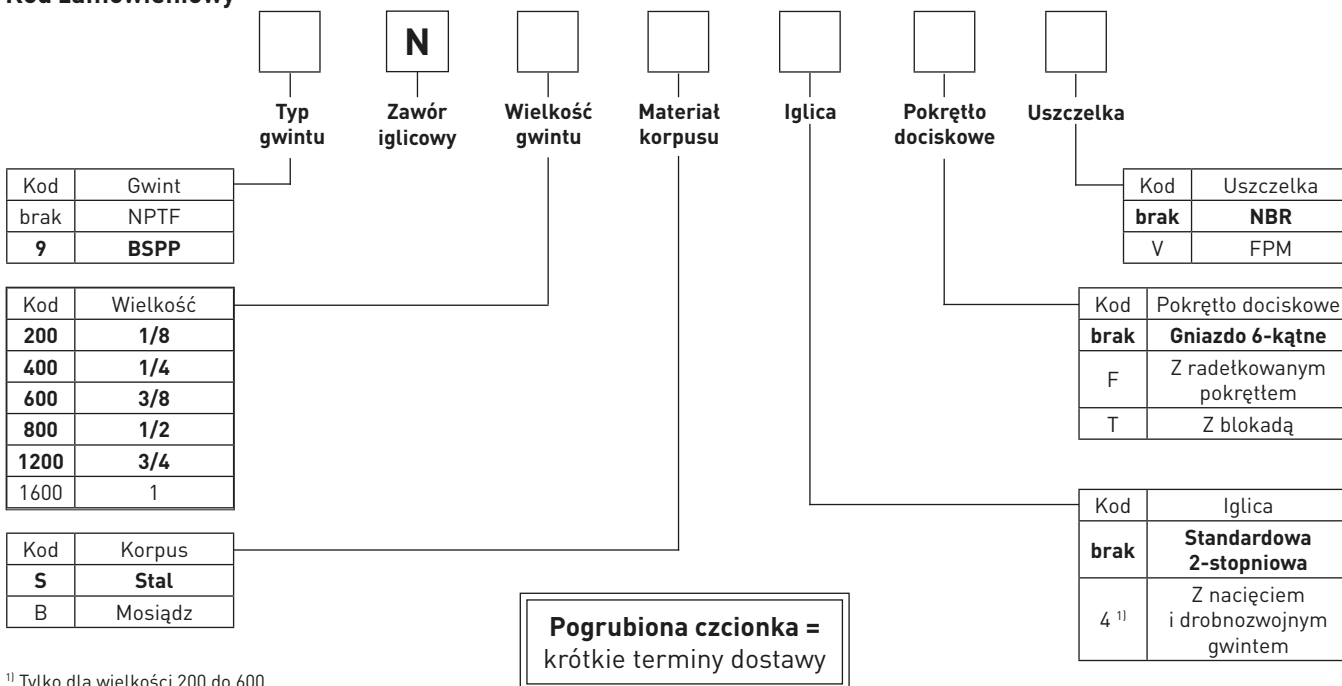 Kod zamówieniowy
N
Typ gwintu
Zawór iglicowy
Wielkość gwintu
Materiał korpusu
Iglica
Pokrętło dociskowe
Uszczelka
Kod Gwint
brak NPTF
9 BSPP
Kod Wielkość
200 1/8
400 1/4
600 3/8
800 1/2
1200 3/4
1600 1
Kod Korpus
S Stal
B Mosiądz
Kod Uszczelka
brak NBR
V FPM
Kod Pokrętło dociskowe
brak Gniazdo 6-kątne
F Z radełkowanym
pokrętłem
T Z blokadą
Kod Iglica
brak Standardowa
2-stopniowa
4 1) Z nacięciem
i drobnozwojnym
gwintem
Pogrubiona czcionka =
krótkie terminy dostawy
1) Tylko dla wielkości 200 do 600